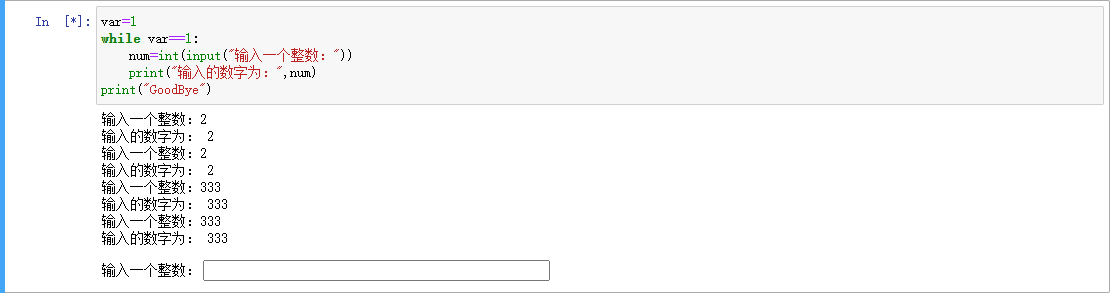 In [*]: var=1
while var==1:
    num=int(input("输入一个整数："))
    print("输入的数字为：",num)
print("GoodBye")
输入一个整数：2
输入的数字为： 2
输入一个整数：2
输入的数字为： 2
输入一个整数：333
输入的数字为： 333
输入一个整数：333
输入的数字为： 333
输入一个整数：